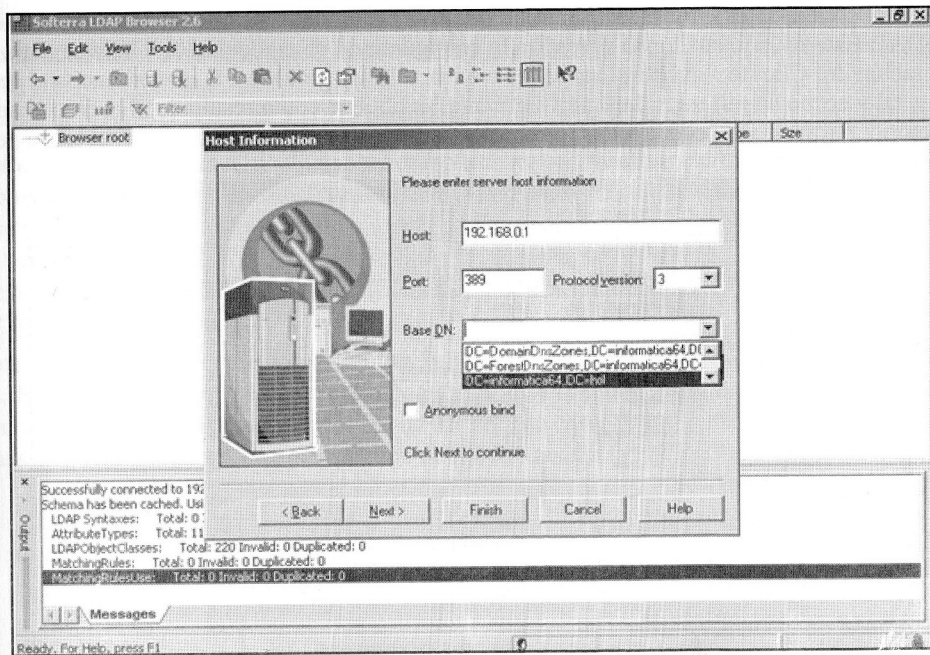 Softerra LDAP Browser 2.6
File Edit View Tools Help
Filter
Browser root
Size
Host Information
Please enter server host information
Host: 192.168.0.1
Port: 389 Protocol version: 3
Base DN:
DC=DomainDnsZones,DC=informatica64,DC
DC=ForestDnsZones,DC=informatica64,DC=
DC=informatica64,DC=hol
Anonymous bind
Click Next to continue
< Back Next > Finish Cancel Help
Output
Successfully connected to 192
Schema has been cached. Usi
LDAP Syntaxes: Total: 0
AttributeTypes: Total: 11
LDAPObjectClasses: Total: 220 Invalid: 0 Duplicated: 0
MatchingRules: Total: 0 Invalid: 0 Duplicated: 0
MatchingRulesUse: Total: 0 Invalid: 0 Duplicated: 0
Messages
Ready. For Help, press F1